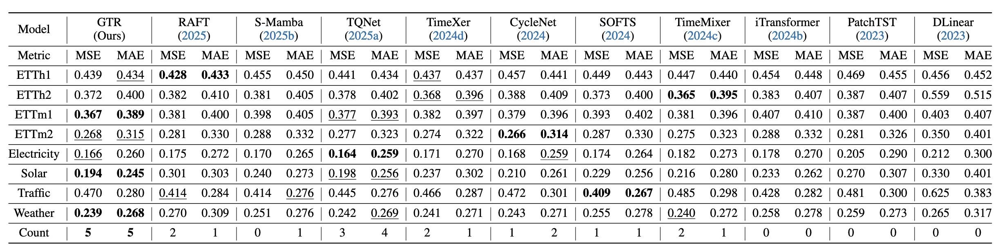 Model GTR RAFT S-Mamba TQNet TimeXer CycleNet SOFTS TimeMixer iTransformer PatchTST DLinear
(Ours) (2025) (2025b) (2025a) (2024d) (2024) (2024) (2024c) (2024b) (2023) (2023)
Metric MSE MAE MSE MAE MSE MAE MSE MAE MSE MAE MSE MAE MSE MAE MSE MAE MSE MAE MSE MAE MSE MAE
ETTh1 0.439 0.434 0.428 0.433 0.455 0.450 0.441 0.434 0.437 0.437 0.457 0.441 0.449 0.443 0.447 0.440 0.454 0.448 0.469 0.455 0.456 0.452
ETTh2 0.372 0.400 0.382 0.410 0.381 0.405 0.378 0.402 0.368 0.396 0.388 0.409 0.373 0.400 0.365 0.395 0.383 0.407 0.387 0.407 0.559 0.515
ETTm1 0.367 0.389 0.381 0.400 0.398 0.405 0.377 0.393 0.382 0.397 0.379 0.396 0.393 0.402 0.381 0.396 0.407 0.410 0.387 0.400 0.403 0.407
ETTm2 0.268 0.315 0.281 0.330 0.288 0.332 0.277 0.323 0.274 0.322 0.266 0.314 0.287 0.330 0.275 0.323 0.288 0.332 0.281 0.326 0.350 0.401
Electricity 0.166 0.260 0.175 0.272 0.170 0.265 0.164 0.259 0.171 0.270 0.168 0.259 0.174 0.264 0.182 0.273 0.178 0.270 0.205 0.290 0.212 0.300
Solar 0.194 0.245 0.301 0.303 0.240 0.273 0.198 0.256 0.237 0.302 0.210 0.261 0.229 0.256 0.216 0.280 0.233 0.262 0.270 0.307 0.330 0.401
Traffic 0.470 0.280 0.414 0.284 0.414 0.276 0.445 0.276 0.466 0.287 0.472 0.301 0.409 0.267 0.485 0.298 0.428 0.282 0.481 0.300 0.625 0.383
Weather 0.239 0.268 0.270 0.309 0.251 0.276 0.242 0.269 0.241 0.271 0.243 0.271 0.255 0.278 0.240 0.272 0.258 0.278 0.259 0.273 0.265 0.317
Count 5 5 2 1 0 1 3 4 2 1 1 2 1 1 2 1 0 0 0 0 0 0